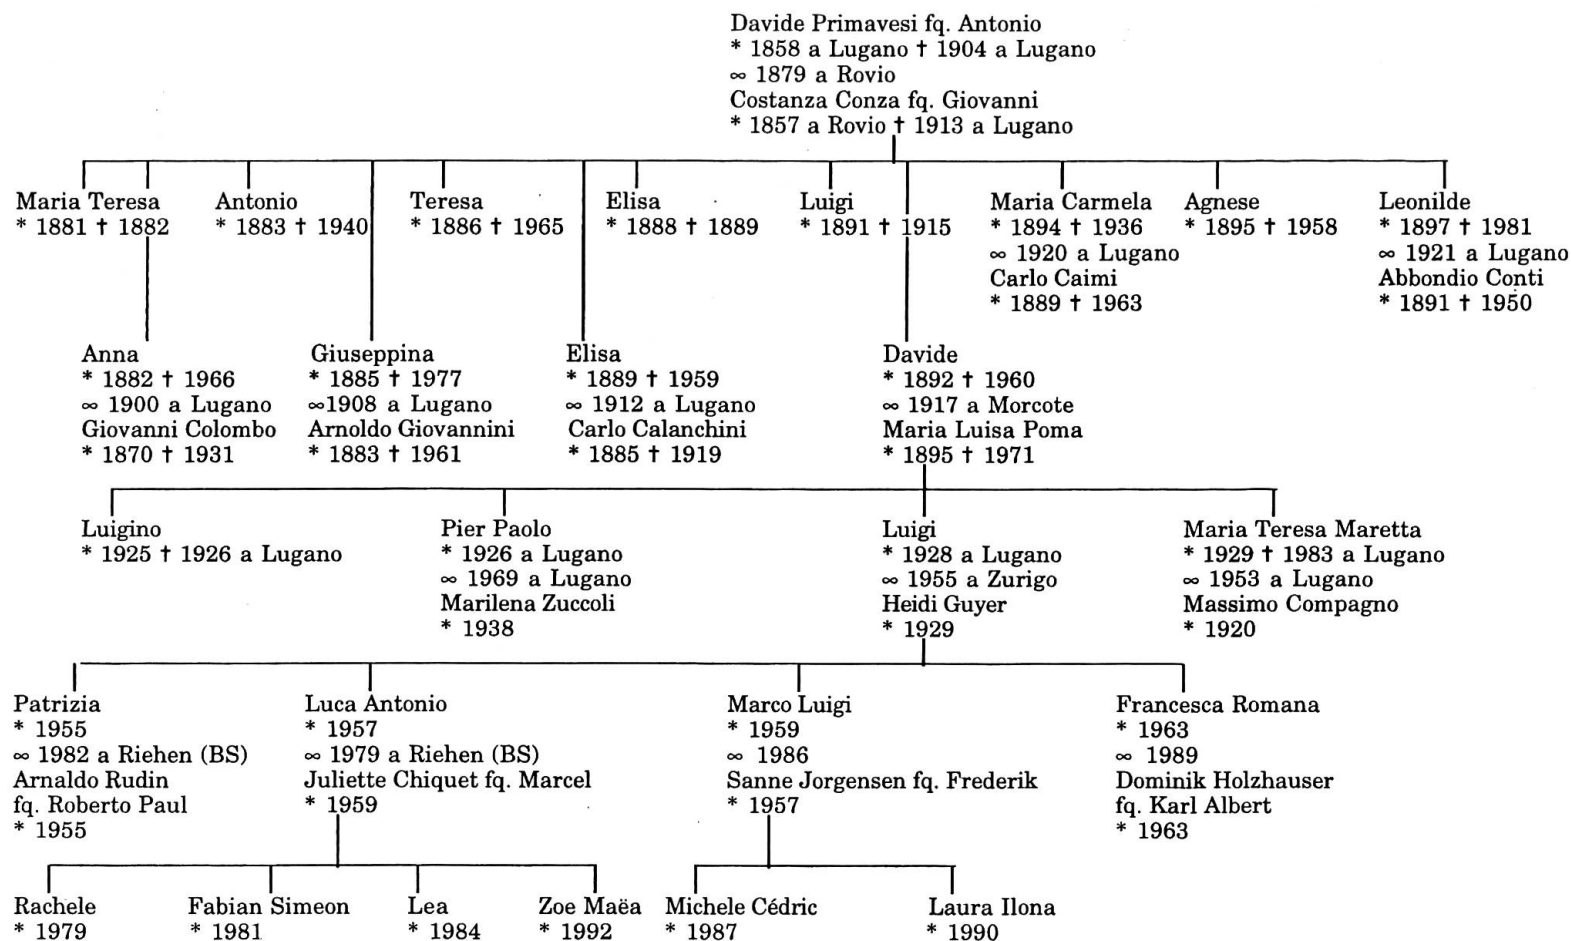 Davide Primavesi fq. Antonio
* 1858 a Lugano † 1904 a Lugano
∞ 1879 a Rovio
Costanza Conza fq. Giovanni
* 1857 a Rovio † 1913 a Lugano
Maria Teresa
* 1881 † 1882
Antonio
* 1883 † 1940
Teresa
* 1886 † 1965
Elisa
* 1888 † 1889
Luigi
* 1891 † 1915
Maria Carmela
* 1894 † 1936
∞ 1920 a Lugano
Carlo Caimi
* 1889 † 1963
Agnese
* 1895 † 1958
Leonilde
* 1897 † 1981
∞ 1921 a Lugano
Abbondio Conti
* 1891 † 1950
Anna
* 1882 † 1966
∞ 1900 a Lugano
Giovanni Colombo
* 1870 † 1931
Giuseppina
* 1885 † 1977
∞1908 a Lugano
Arnoldo Giovannini
* 1883 † 1961
Elisa
* 1889 † 1959
∞ 1912 a Lugano
Carlo Calanchini
* 1885 † 1919
Davide
* 1892 † 1960
∞ 1917 a Morcote
Maria Luisa Poma
* 1895 † 1971
Luigino
* 1925 † 1926 a Lugano
Pier Paolo
* 1926 a Lugano
∞ 1969 a Lugano
Marilena Zuccoli
* 1938
Luigi
* 1928 a Lugano
∞ 1955 a Zurigo
Heidi Guyer
* 1929
Maria Teresa Maretta
* 1929 † 1983 a Lugano
∞ 1953 a Lugano
Massimo Compagno
* 1920
Patrizia
* 1955
∞ 1982 a Riehen (BS)
Arnaldo Rudin
fq. Roberto Paul
* 1955
Luca Antonio
* 1957
∞ 1979 a Riehen (BS)
Juliette Chiquet fq. Marcel
* 1959
Marco Luigi
* 1959
∞ 1986
Sanne Jorgensen fq. Frederik
* 1957
Francesca Romana
* 1963
∞ 1989
Dominik Holzhauser
fq. Karl Albert
* 1963
Rachele
* 1979
Fabian Simeon
* 1981
Lea
* 1984
Zoe Maëa
* 1992
Michele Cédric
* 1987
Laura Ilona
* 1990